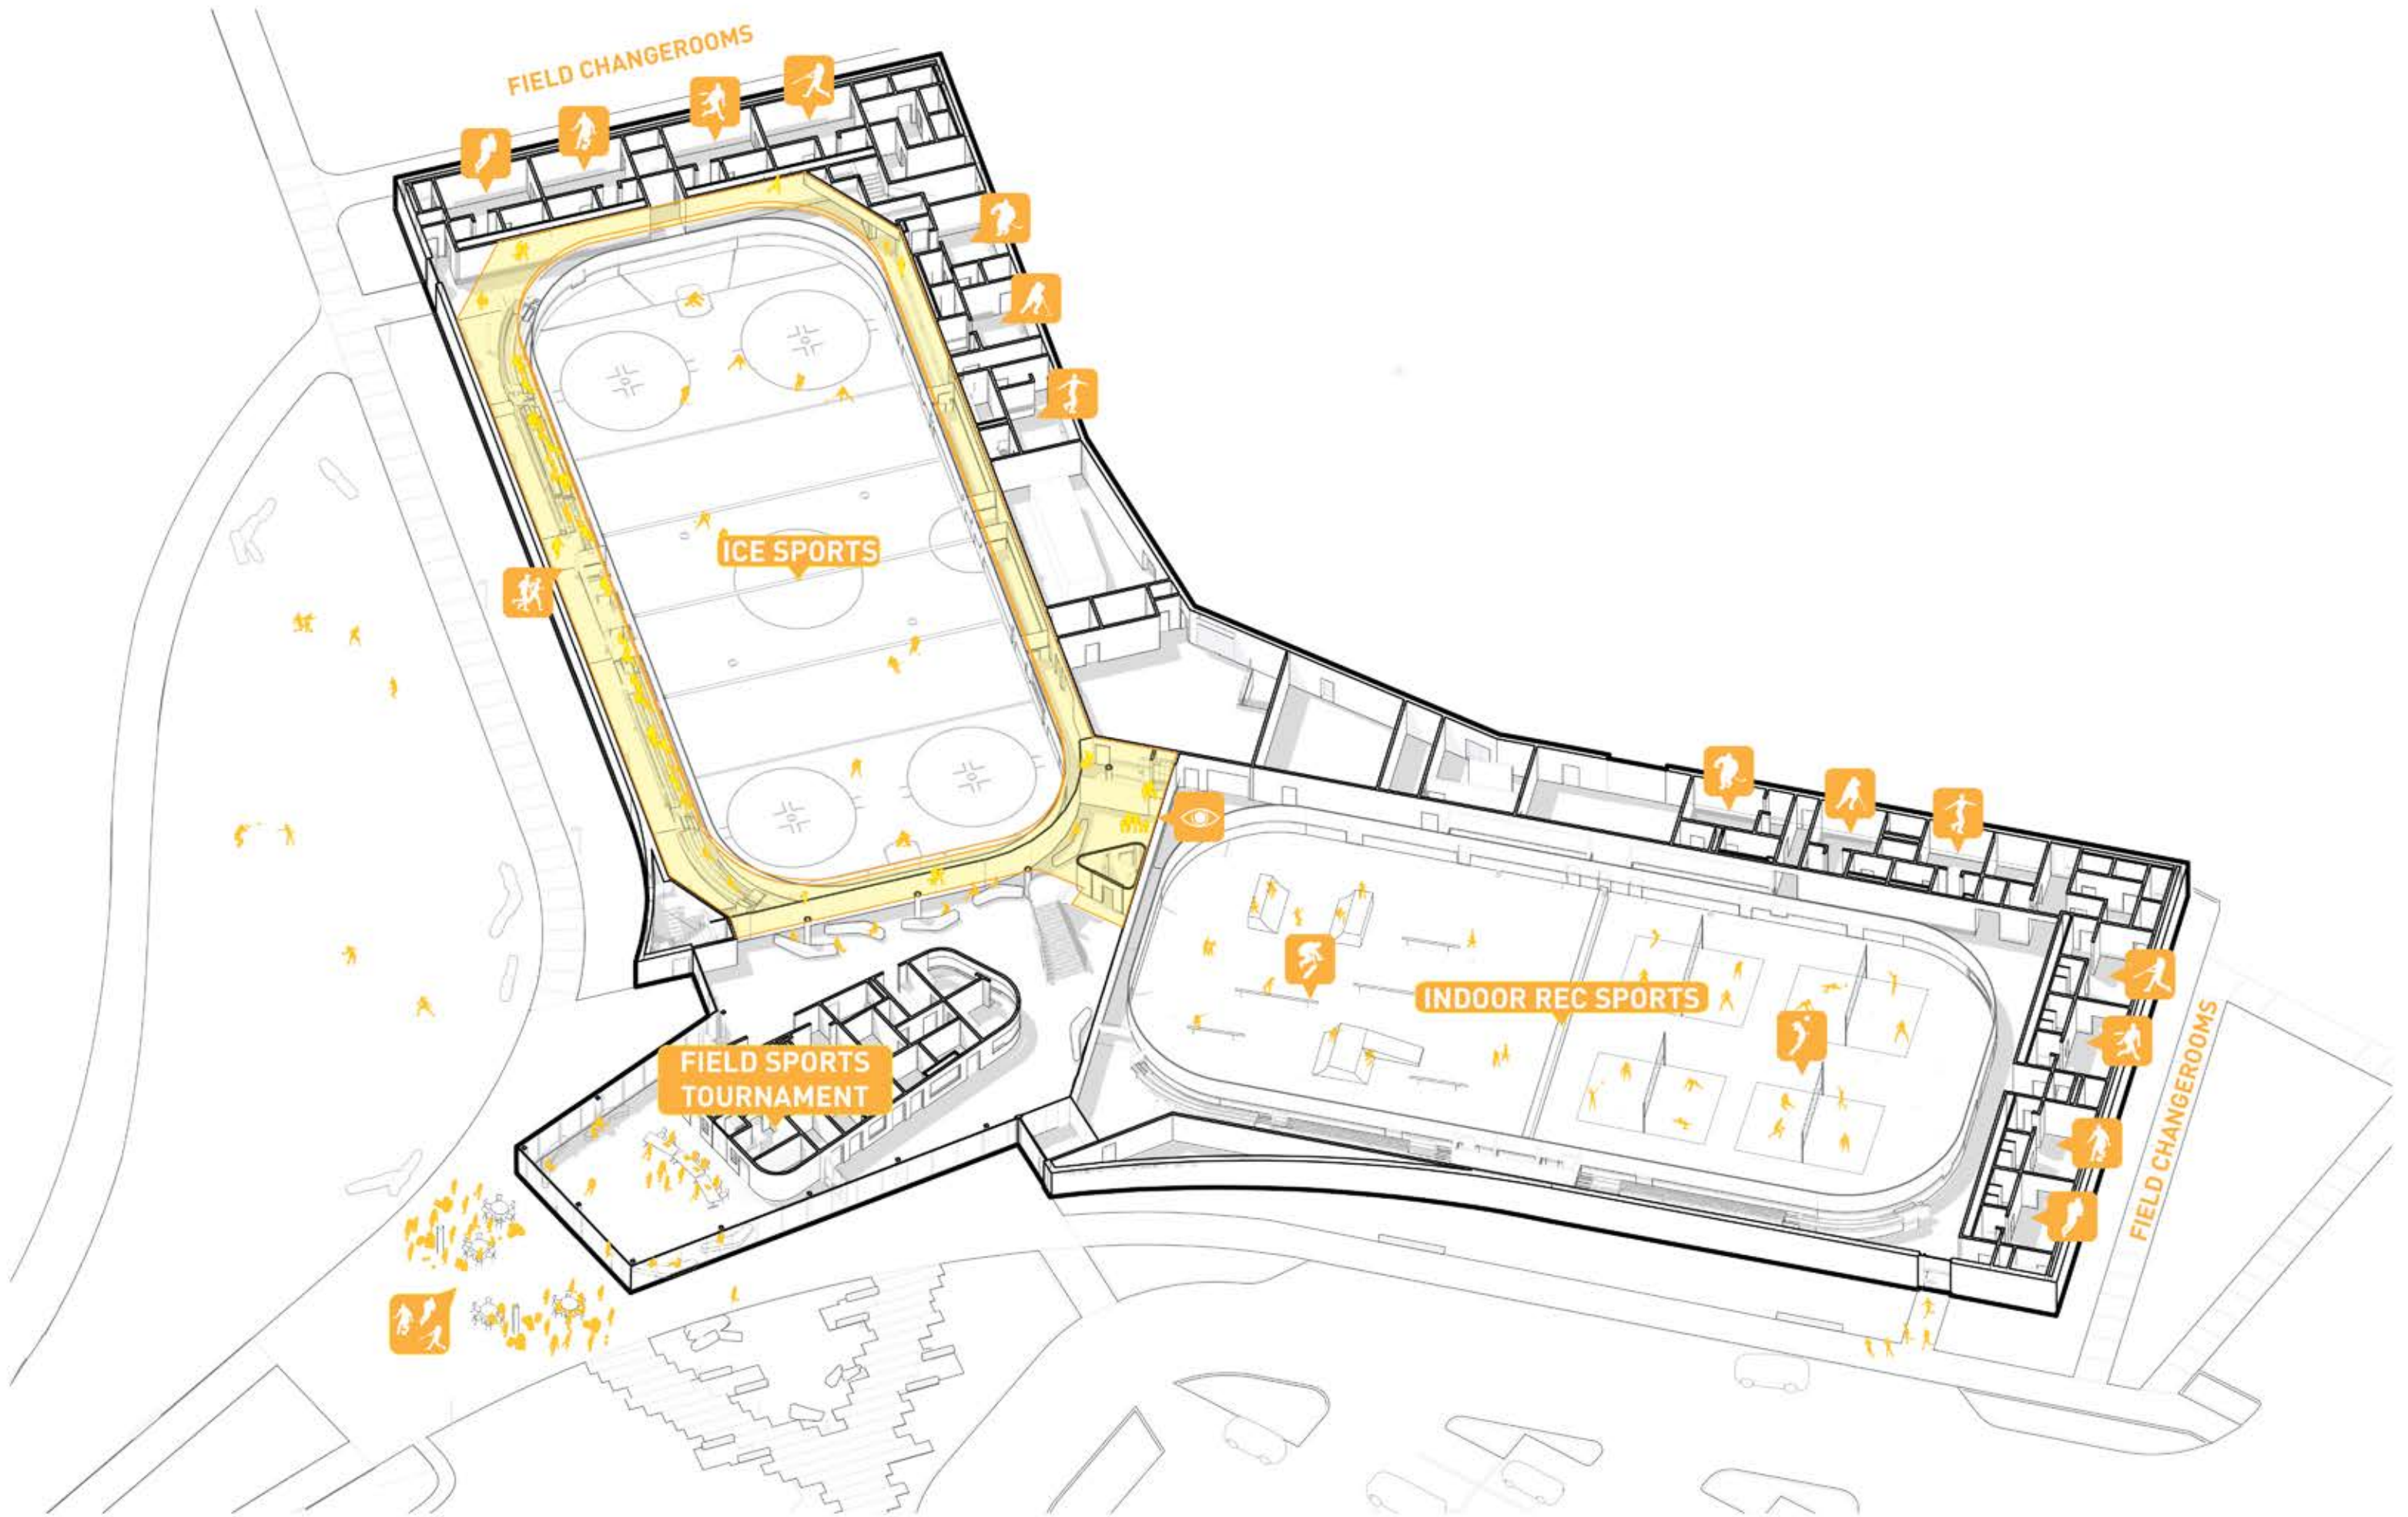 FIELD CHANGEROOMS
ICE SPORTS
INDOOR REC SPORTS
FIELD SPORTS
TOURNAMENT
FIELD CHANGEROOMS